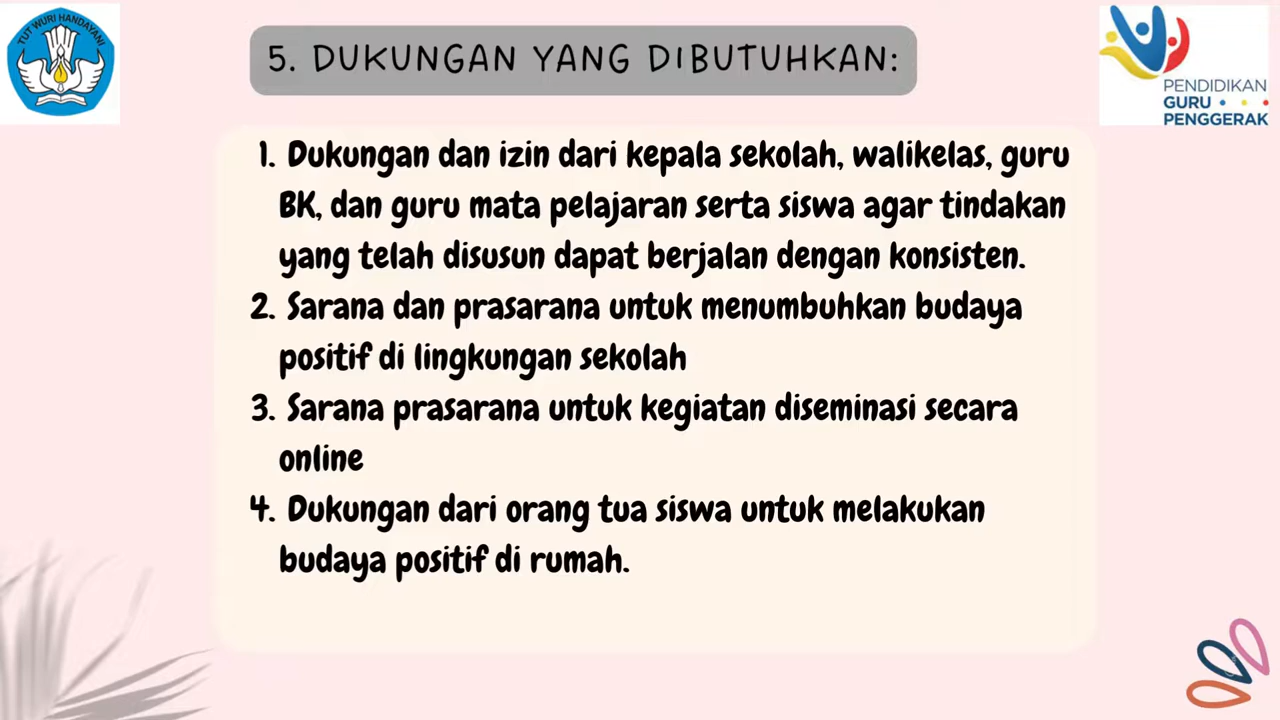 TUT WURI HANDAYANI
5. DUKUNGAN YANG DIBUTUHKAN:
PENDIDIKAN
GURU
PENGGERAK
1. Dukungan dan izin dari kepala sekolah, walikelas, guru
BK, dan guru mata pelajaran serta siswa agar tindakan
yang telah disusun dapat berjalan dengan konsisten.
2. Sarana dan prasarana untuk menumbuhkan budaya
positif di lingkungan sekolah
3. Sarana prasarana untuk kegiatan diseminasi secara
online
4. Dukungan dari orang tua siswa untuk melakukan
budaya positif di rumah.